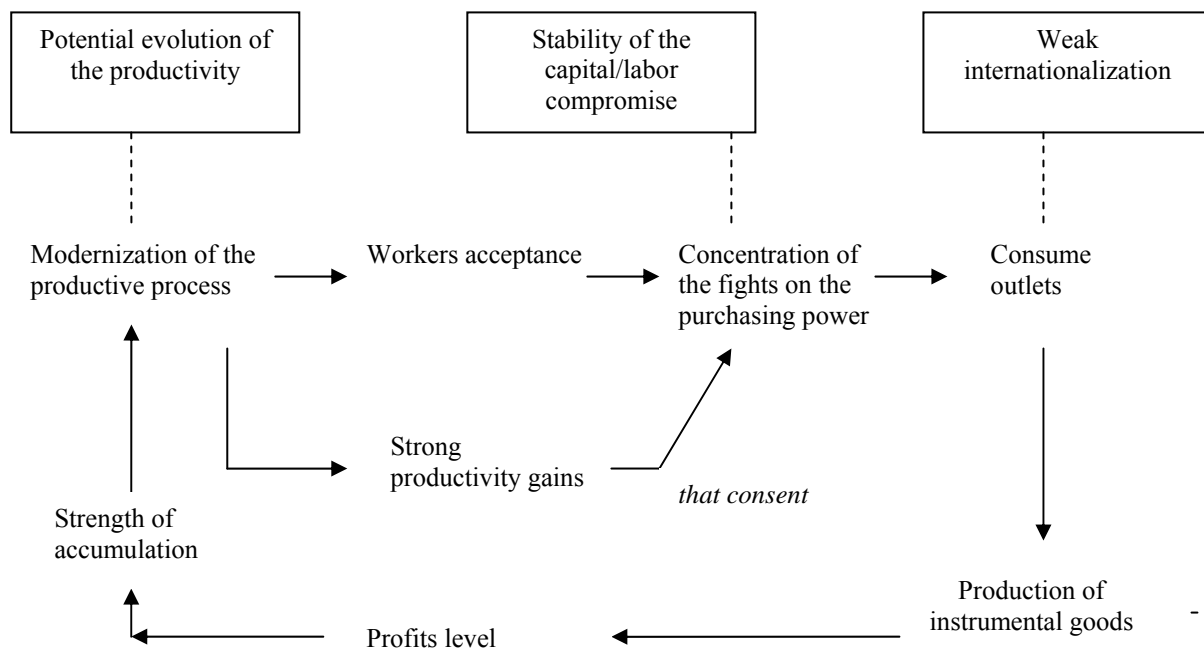 Potential evolution of
the productivity
Stability of the
capital/labor
compromise
Weak
internationalization
Modernization of the
productive process
Workers acceptance
Concentration of
the fights on the
purchasing power
Consume
outlets
Strong
productivity gains
that consent
Strength of
accumulation
Production of
instrumental goods
-
Profits level